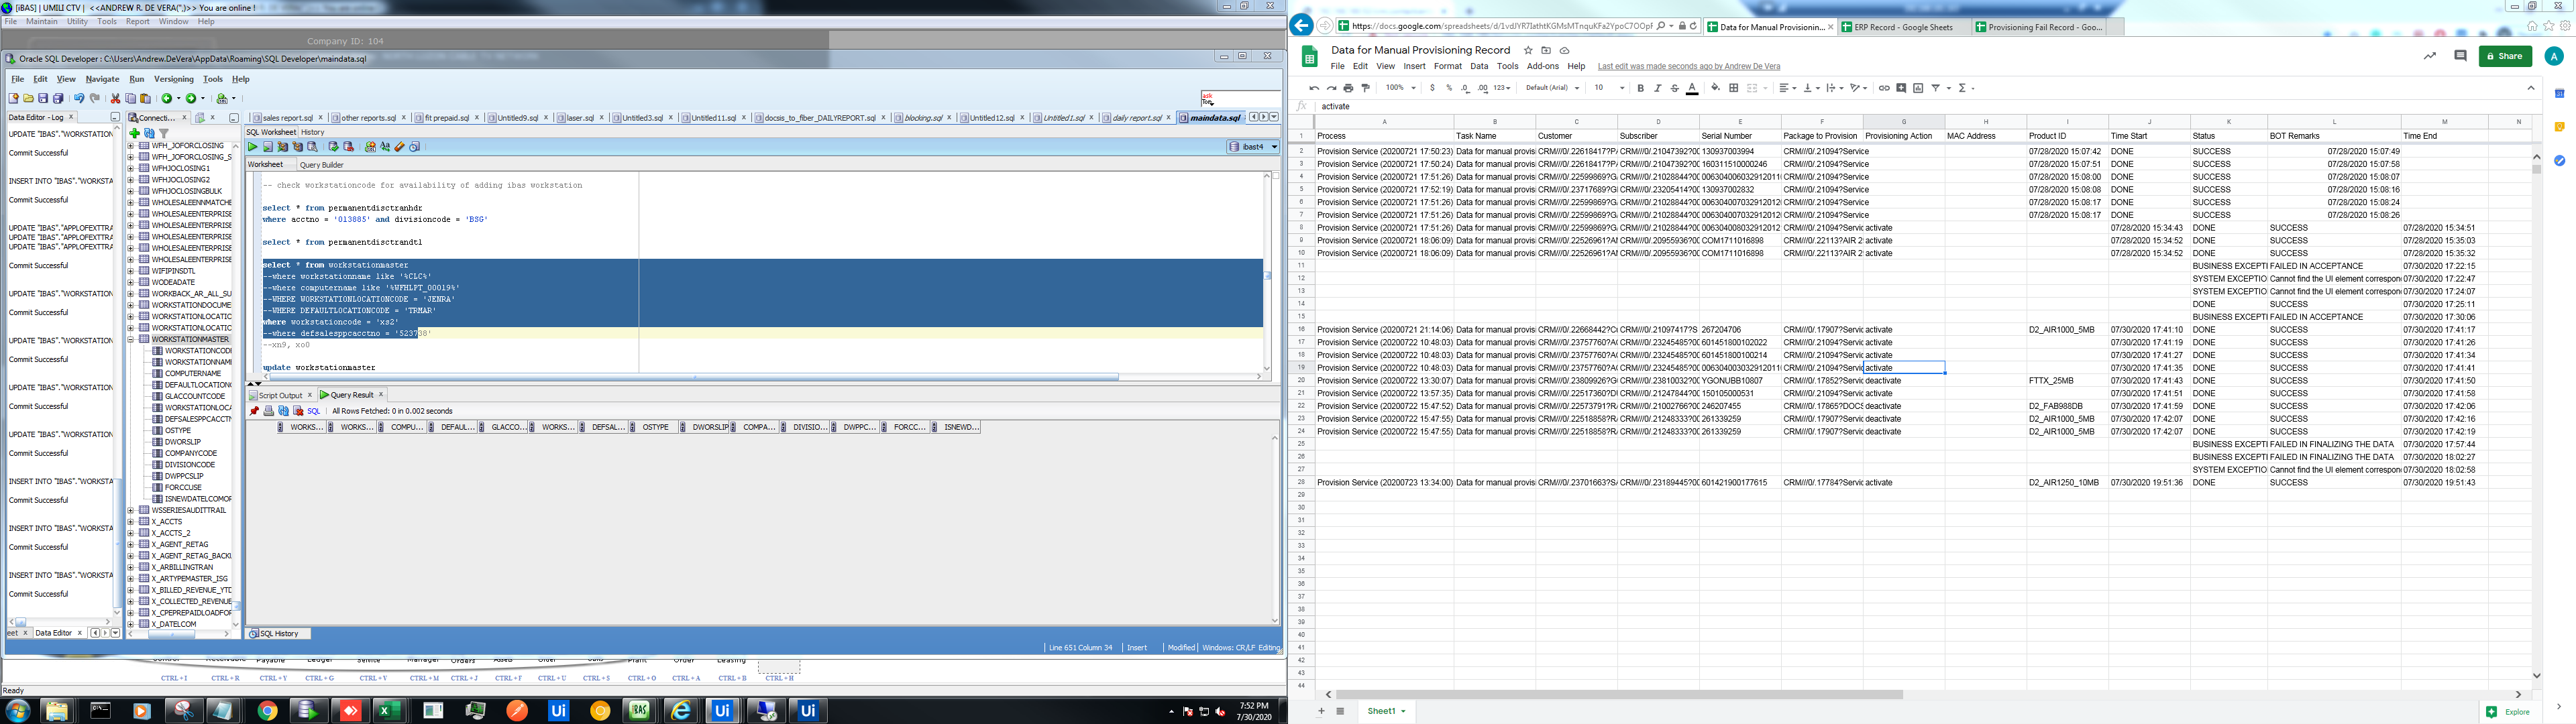 [iBAS] | UMILI CTV | <<ANDREW R. DE VERA(",)>> You are online !
File Maintain Utility Tools Report Window Help
Company ID: 104
Oracle SQL Developer : C:\Users\Andrew.DeVera\AppData\Roaming\SQL Developer\maindata.sql
File Edit View Navigate Run Versioning Tools Help
Data Editor - Log
Connecti...
sales report.sql
other reports.sql
fit prepaid.sql
Untitled9.sql
laser.sql
Untitled3.sql
Untitled11.sql
docsis_to_fiber_DAILYREPORT.sql
blocking.sql
Untitled12.sql
Untitled1.sql
daily report.sql
maindata.sql
SQL Worksheet History
ibast4
Worksheet Query Builder
UPDATE "IBAS"."WORKSTATION
Commit Successful
INSERT INTO "IBAS"."WORKSTA
Commit Successful
UPDATE "IBAS"."APPLOFEXTTRA
UPDATE "IBAS"."APPLOFEXTTRA
UPDATE "IBAS"."APPLOFEXTTRA
Commit Successful
UPDATE "IBAS"."WORKSTATION
Commit Successful
UPDATE "IBAS"."WORKSTATION
Commit Successful
UPDATE "IBAS"."WORKSTATION
Commit Successful
UPDATE "IBAS"."WORKSTATION
Commit Successful
INSERT INTO "IBAS"."WORKSTA
Commit Successful
INSERT INTO "IBAS"."WORKSTA
Commit Successful
INSERT INTO "IBAS"."WORKSTA
Commit Successful
Data Editor
WFH_JOFORCLOSING
WFH_JOFORCLOSING_S
WFHJOCLOSING1
WFHJOCLOSING2
WFHJOCLOSINGBULK
WHOLESALEENNMATCHE
WHOLESALEENTERPRISE
WHOLESALEENTERPRISE
WHOLESALEENTERPRISE
WHOLESALEENTERPRISE
WIFIPINSDTL
WODEADATE
WORKBACK_AR_ALL_SU
WORKSTATIONDOCUME
WORKSTATIONLOCATIC
WORKSTATIONLOCATIC
WORKSTATIONMASTER
WORKSTATIONCODE
WORKSTATIONNAM
COMPUTERNAME
DEFAULTLOCATION
GLACCOUNTCODE
WORKSTATIONLOCA
DEFSALESPPCACCTN
OSTYPE
DWORSLIP
COMPANYCODE
DIVISIONCODE
DWPPCSLIP
FORCCUSE
ISNEWDATELCOMOF
WSSERIESAUDITTRAIL
X_ACCTS
X_ACCTS_2
X_AGENT_RETAG
X_AGENT_RETAG_BACKU
X_ARBILLINGTRAN
X_ARTYPEMASTER_ISG
X_BILLED_REVENUE_YTD
X_COLLECTED_REVENUE
X_CPEPREPAIDLOADFOR
X_DATELCOM
-- check workstationcode for availability of adding ibas workstation
select * from permanentdisctranhdr
where acctno = '013885' and divisioncode = 'BSG'
select * from permanentdisctrandtl
select * from workstationmaster
--where workstationname like '%CLC%'
--where computername like '%WFHLPT_00019%'
--WHERE WORKSTATIONLOCATIONCODE = 'JENRA'
--WHERE DEFAULTLOCATIONCODE = 'TRMAR'
where workstationcode = 'xs2'
--where defsalesppcacctno = '523708'
--xn9, xo0
update workstationmaster
Script Output Query Result
SQL | All Rows Fetched: 0 in 0.002 seconds
WORKS... WORKS... COMPU... DEFAUL... GLACCO... WORKS... DEFSAL... OSTYPE DWORSLIP COMPA... DIVISIO... DWPPC... FORCC... ISNEWD...
SQL History
Line 651 Column 34 Insert Modified Windows: CR/LF Editing
CTRL+I CTRL+R CTRL+Y CTRL+G CTRL+V CTRL+M CTRL+J CTRL+F CTRL+U CTRL+S CTRL+O CTRL+A CTRL+B CTRL+H
Ready
7:52 PM
7/30/2020
https://docs.google.com/spreadsheets/d/1vdJYR7IathtKGMsMTnquKFa2YpoC7OOpf
Data for Manual Provisioning...
ERP Record - Google Sheets
Provisioning Fail Record - Goo...
Data for Manual Provisioning Record
File Edit View Insert Format Data Tools Add-ons Help Last edit was made seconds ago by Andrew De Vera
Share
A
100% $ % .0 .00 123 Default (Arial) 10
fx activate
A B C D E F G H I J K L M N
1 Process Task Name Customer Subscriber Serial Number Package to Provision Provisioning Action MAC Address Product ID Time Start Status BOT Remarks Time End
2 Provision Service (20200721 17:50:23) Data for manual provisi CRM///0/.22618417?P/ CRM///0/.21047392?0( 130937003994 CRM///0/.21094?Service 07/28/2020 15:07:42 DONE SUCCESS 07/28/2020 15:07:49
3 Provision Service (20200721 17:50:24) Data for manual provisi CRM///0/.22618417?P/ CRM///0/.21047392?0( 160311510000246 CRM///0/.21094?Service 07/28/2020 15:07:51 DONE SUCCESS 07/28/2020 15:07:58
4 Provision Service (20200721 17:51:26) Data for manual provisi CRM///0/.22599869?G/ CRM///0/.21028844?0( 006304006032912011( CRM///0/.21094?Service 07/28/2020 15:08:00 DONE SUCCESS 07/28/2020 15:08:07
5 Provision Service (20200721 17:52:19) Data for manual provisi CRM///0/.23717689?G/ CRM///0/.23205414?0( 130937002832 CRM///0/.21094?Service 07/28/2020 15:08:08 DONE SUCCESS 07/28/2020 15:08:16
6 Provision Service (20200721 17:51:26) Data for manual provisi CRM///0/.22599869?G/ CRM///0/.21028844?0( 006304007032912012( CRM///0/.21094?Service 07/28/2020 15:08:17 DONE SUCCESS 07/28/2020 15:08:24
7 Provision Service (20200721 17:51:26) Data for manual provisi CRM///0/.22599869?G/ CRM///0/.21028844?0( 006304007032912012( CRM///0/.21094?Service 07/28/2020 15:08:17 DONE SUCCESS 07/28/2020 15:08:26
8 Provision Service (20200721 17:51:26) Data for manual provisi CRM///0/.22599869?G/ CRM///0/.21028844?0( 006304008032912012 CRM///0/.21094?Servic activate 07/28/2020 15:34:43 DONE SUCCESS 07/28/2020 15:34:51
9 Provision Service (20200721 18:06:09) Data for manual provisi CRM///0/.22526961?AI CRM///0/.20955936?0( COM1711016898 CRM///0/.22113?AIR 2 activate 07/28/2020 15:34:52 DONE SUCCESS 07/28/2020 15:35:03
10 Provision Service (20200721 18:06:09) Data for manual provisi CRM///0/.22526961?AI CRM///0/.20955936?0( COM1711016898 CRM///0/.22113?AIR 2 activate 07/28/2020 15:34:52 DONE SUCCESS 07/28/2020 15:35:32
11 BUSINESS EXCEPTI FAILED IN ACCEPTANCE 07/30/2020 17:22:15
12 SYSTEM EXCEPTIO Cannot find the UI element correspon 07/30/2020 17:22:47
13 SYSTEM EXCEPTIO Cannot find the UI element correspon 07/30/2020 17:24:07
14 DONE SUCCESS 07/30/2020 17:25:11
15 BUSINESS EXCEPTI FAILED IN ACCEPTANCE 07/30/2020 17:30:06
16 Provision Service (20200721 21:14:06) Data for manual provisi CRM///0/.22668442?C( CRM///0/.21097417?S 267204706 CRM///0/.17907?Servic activate D2_AIR1000_5MB 07/30/2020 17:41:10 DONE SUCCESS 07/30/2020 17:41:17
17 Provision Service (20200722 10:48:03) Data for manual provisi CRM///0/.23757760?A( CRM///0/.23245485?0( 601451800102022 CRM///0/.21094?Servic activate 07/30/2020 17:41:19 DONE SUCCESS 07/30/2020 17:41:26
18 Provision Service (20200722 10:48:03) Data for manual provisi CRM///0/.23757760?A( CRM///0/.23245485?0( 601451800100214 CRM///0/.21094?Servic activate 07/30/2020 17:41:27 DONE SUCCESS 07/30/2020 17:41:34
19 Provision Service (20200722 10:48:03) Data for manual provisi CRM///0/.23757760?A( CRM///0/.23245485?0( 006304003032912011( CRM///0/.21094?Servic activate 07/30/2020 17:41:35 DONE SUCCESS 07/30/2020 17:41:41
20 Provision Service (20200722 13:30:07) Data for manual provisi CRM///0/.23809926?G( CRM///0/.23810032?0( YGONUBB10807 CRM///0/.17852?Servic deactivate FTTX_25MB 07/30/2020 17:41:43 DONE SUCCESS 07/30/2020 17:41:50
21 Provision Service (20200722 13:57:35) Data for manual provisi CRM///0/.22517360?DI CRM///0/.21247844?0( 150105000531 CRM///0/.21094?Servic activate 07/30/2020 17:41:51 DONE SUCCESS 07/30/2020 17:41:58
22 Provision Service (20200722 15:47:52) Data for manual provisi CRM///0/.22573791?R/ CRM///0/.21002766?0( 246207455 CRM///0/.17865?DOCS deactivate D2_FAB988DB 07/30/2020 17:41:59 DONE SUCCESS 07/30/2020 17:42:06
23 Provision Service (20200722 15:47:55) Data for manual provisi CRM///0/.22518858?R/ CRM///0/.21248333?0( 261339259 CRM///0/.17907?Servic deactivate D2_AIR1000_5MB 07/30/2020 17:42:07 DONE SUCCESS 07/30/2020 17:42:16
24 Provision Service (20200722 15:47:55) Data for manual provisi CRM///0/.22518858?R/ CRM///0/.21248333?0( 261339259 CRM///0/.17907?Servic deactivate D2_AIR1000_5MB 07/30/2020 17:42:07 DONE SUCCESS 07/30/2020 17:42:19
25 BUSINESS EXCEPTI FAILED IN FINALIZING THE DATA 07/30/2020 17:57:44
26 BUSINESS EXCEPTI FAILED IN FINALIZING THE DATA 07/30/2020 18:02:27
27 SYSTEM EXCEPTIO Cannot find the UI element correspon 07/30/2020 18:02:58
28 Provision Service (20200723 13:34:00) Data for manual provisi CRM///0/.23701663?S/ CRM///0/.23189445?0( 601421900177615 CRM///0/.17784?Servic activate D2_AIR1250_10MB 07/30/2020 19:51:36 DONE SUCCESS 07/30/2020 19:51:43
29
30
31
32
33
34
35
36
37
38
39
40
41
42
43
44
Sheet1
Explore